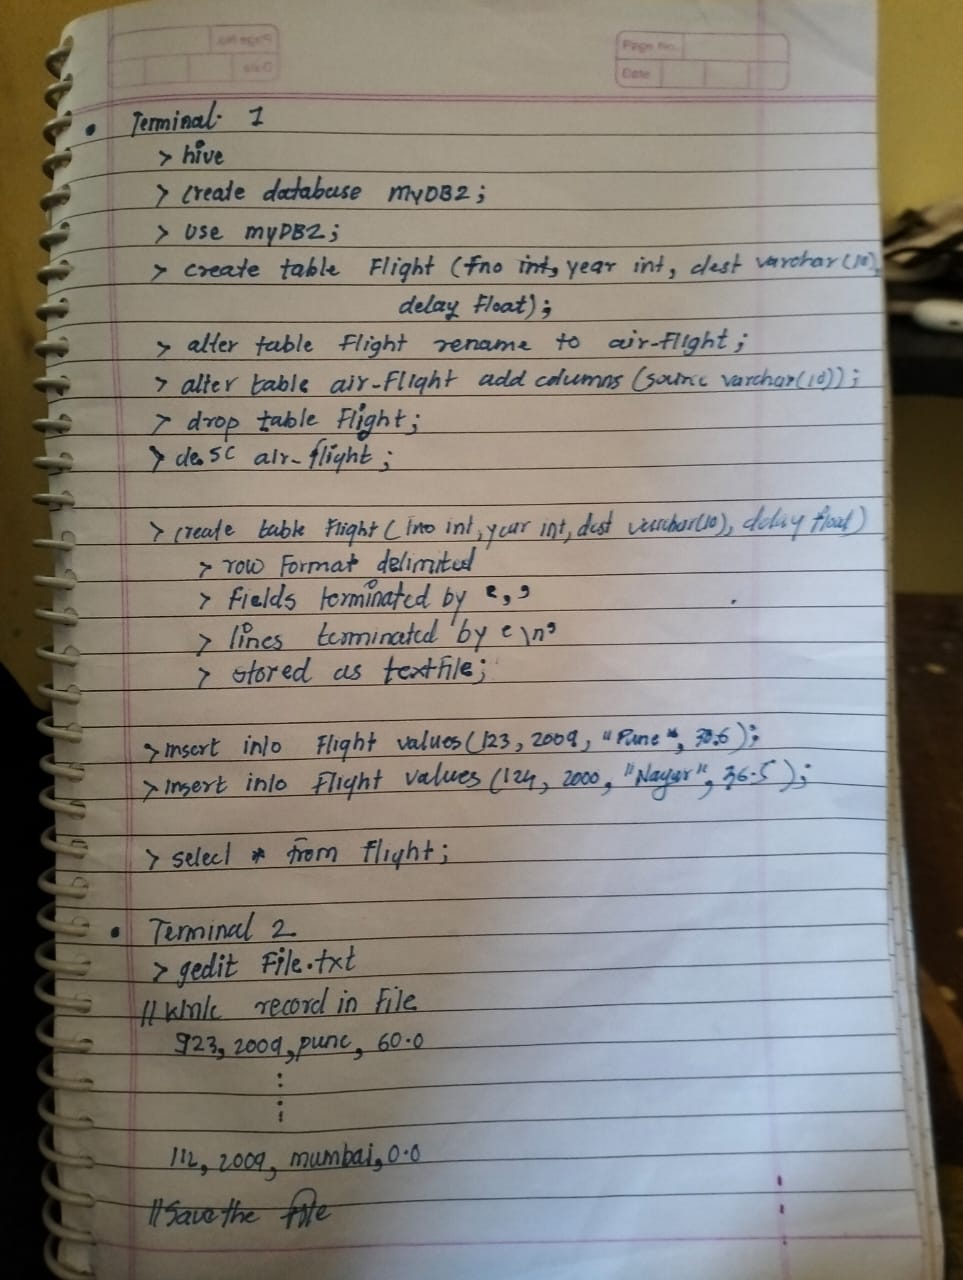 Page No.
Date
• Terminal 1
> hive
> create database MyDB2;
> use myDB2;
> create table Flight (fno int, year int, dest varchar(10),
delay float);
> alter table Flight rename to air-flight;
> alter table air-Flight add columns (source varchar(10));
> drop table Flight;
> desc air-flight;
> create table Flight (fno int, year int, dest varchar(10), delay float)
> row Format delimited
> fields terminated by ‘,’
> lines terminated by ‘\n’
> stored as textfile;
> Insert into Flight values(123, 2009, "Pune", 30.6);
> Insert into Flight values (124, 2000, "Nagar", 36.5);
> select * from flight;
• Terminal 2
> gedit File.txt
// Write record in File
923, 2009, pune, 60.0
112, 2009, mumbai, 0.0
// Save the file